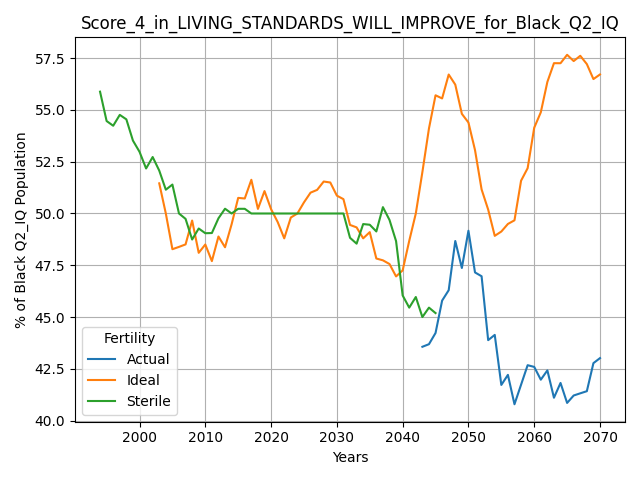 Score_4_in_LIVING_STANDARDS_WILL_IMPROVE_for_Black_Q2_IQ
% of Black Q2_IQ Population
57.5
55.0
52.5
50.0
47.5
45.0
42.5
40.0
Fertility
Actual
Ideal
Sterile
2000 2010 2020 2030 2040 2050 2060 2070
Years